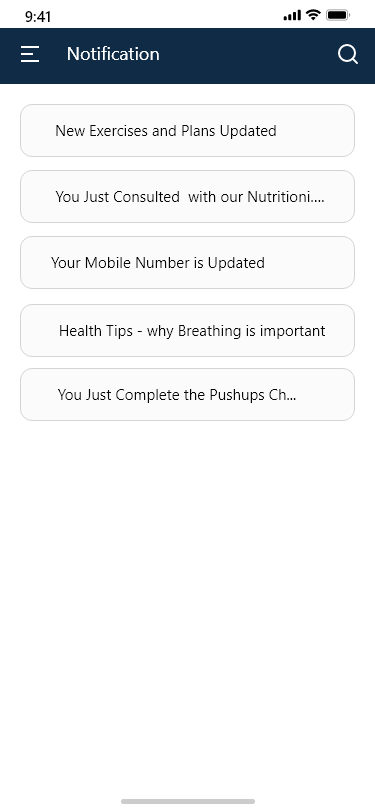 9:41
Notification
New Exercises and Plans Updated
You Just Consulted  with our Nutritioni....
Your Mobile Number is Updated
Health Tips - why Breathing is important
You Just Complete the Pushups Ch...